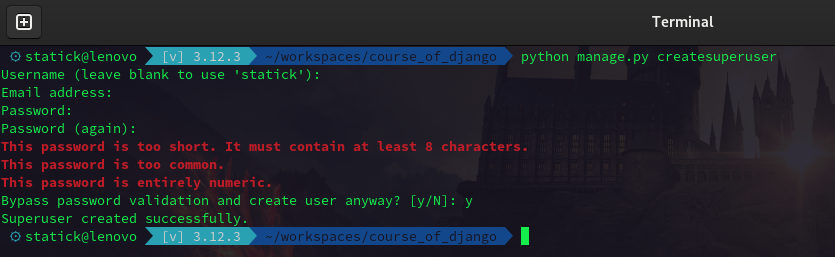 Terminal
statick@lenovo [v] 3.12.3 ~/workspaces/course_of_django python manage.py createsuperuser
Username (leave blank to use 'statick'):
Email address:
Password:
Password (again):
This password is too short. It must contain at least 8 characters.
This password is too common.
This password is entirely numeric.
Bypass password validation and create user anyway? [y/N]: y
Superuser created successfully.
statick@lenovo [v] 3.12.3 ~/workspaces/course_of_django